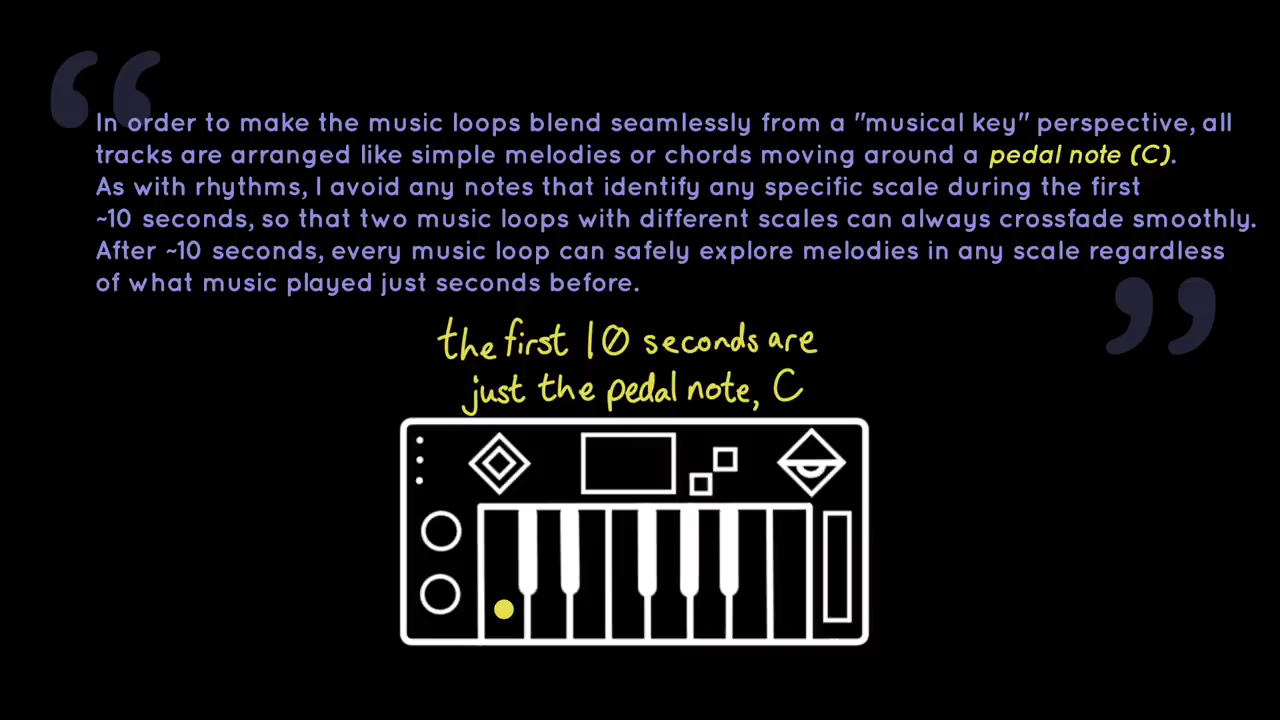 In order to make the music loops blend seamlessly from a "musical key" perspective, all
tracks are arranged like simple melodies or chords moving around a pedal note (C).
As with rhythms, I avoid any notes that identify any specific scale during the first
~10 seconds, so that two music loops with different scales can always crossfade smoothly.
After ~10 seconds, every music loop can safely explore melodies in any scale regardless
of what music played just seconds before.
the first 10 seconds are
just the pedal note, C